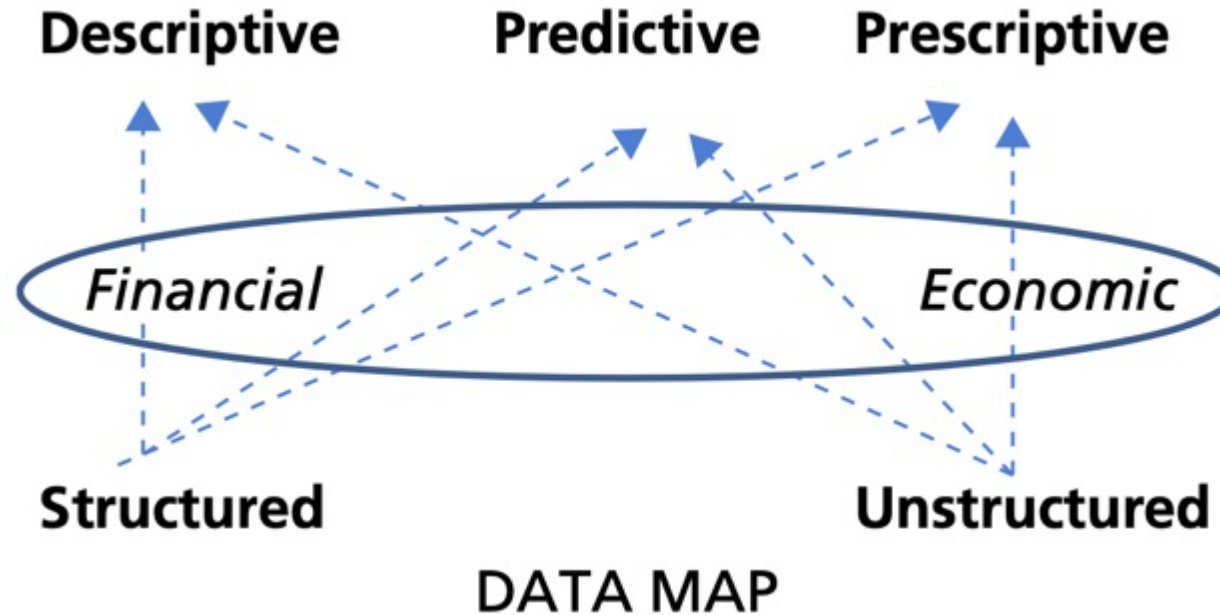 Descriptive Predictive Prescriptive
Financial Economic
Structured Unstructured
DATA MAP